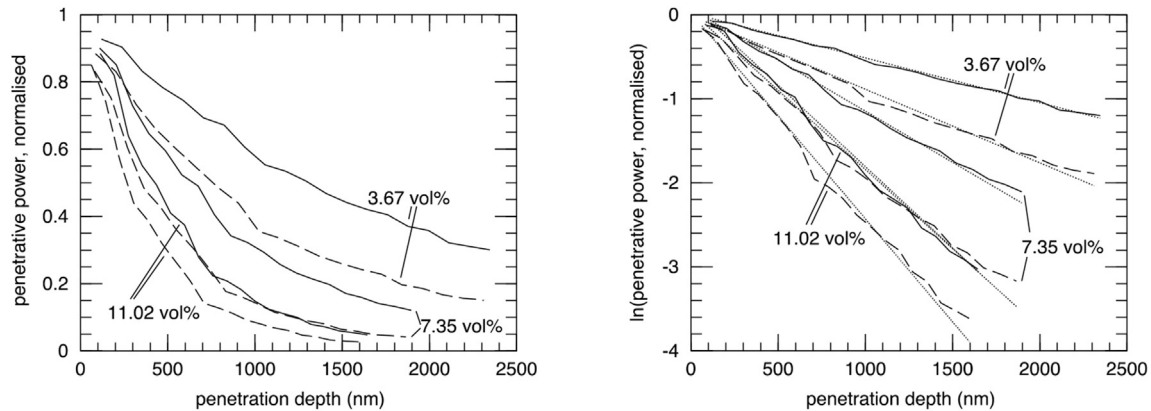 penetrative power, normalised
1
0.8
0.6
0.4
0.2
0
3.67 vol%
11.02 vol%
7.35 vol%
0 500 1000 1500 2000 2500
penetration depth (nm)
ln(penetrative power, normalised)
0
-1
-2
-3
-4
3.67 vol%
11.02 vol%
7.35 vol%
0 500 1000 1500 2000 2500
penetration depth (nm)